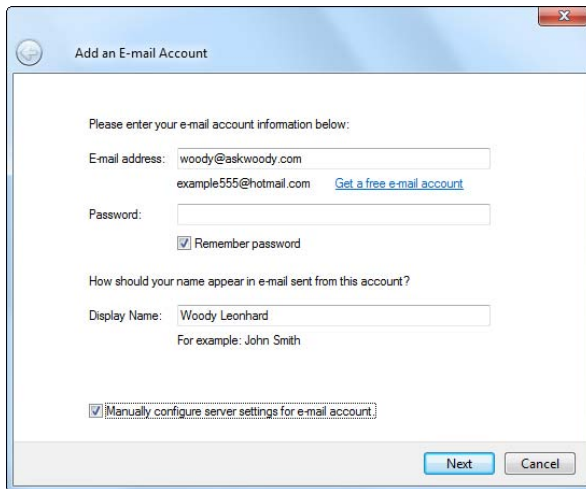 Add an E-mail Account
Please enter your e-mail account information below:
E-mail address: woody@askwoody.com
example555@hotmail.com Get a free e-mail account
Password:
Remember password
How should your name appear in e-mail sent from this account?
Display Name: Woody Leonhard
For example: John Smith
Manually configure server settings for e-mail account.
Next Cancel